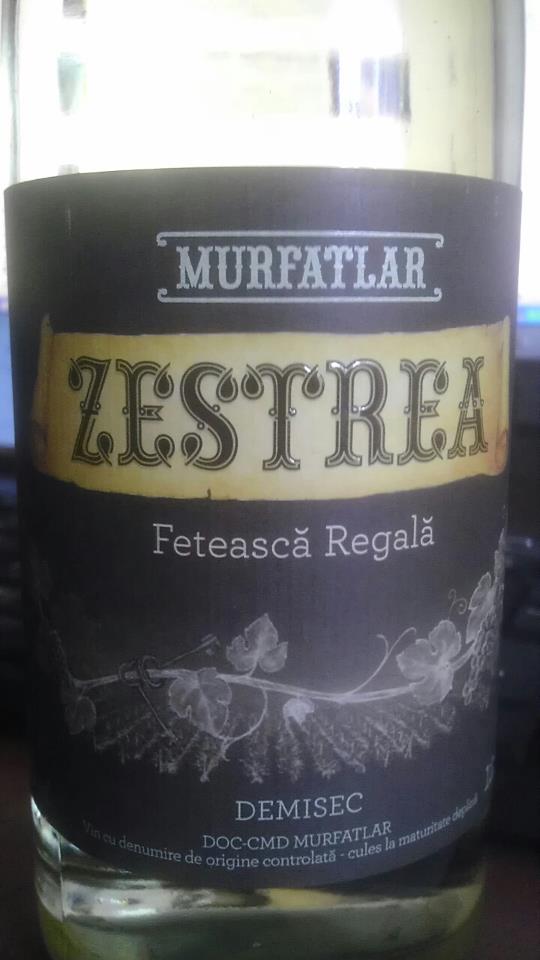 MURFATLAR
ZESTREA
Fetească Regală
DEMISEC
DOC-CMD MURFATLAR
Vin cu denumire de origine controlată - cules la maturitate deplină